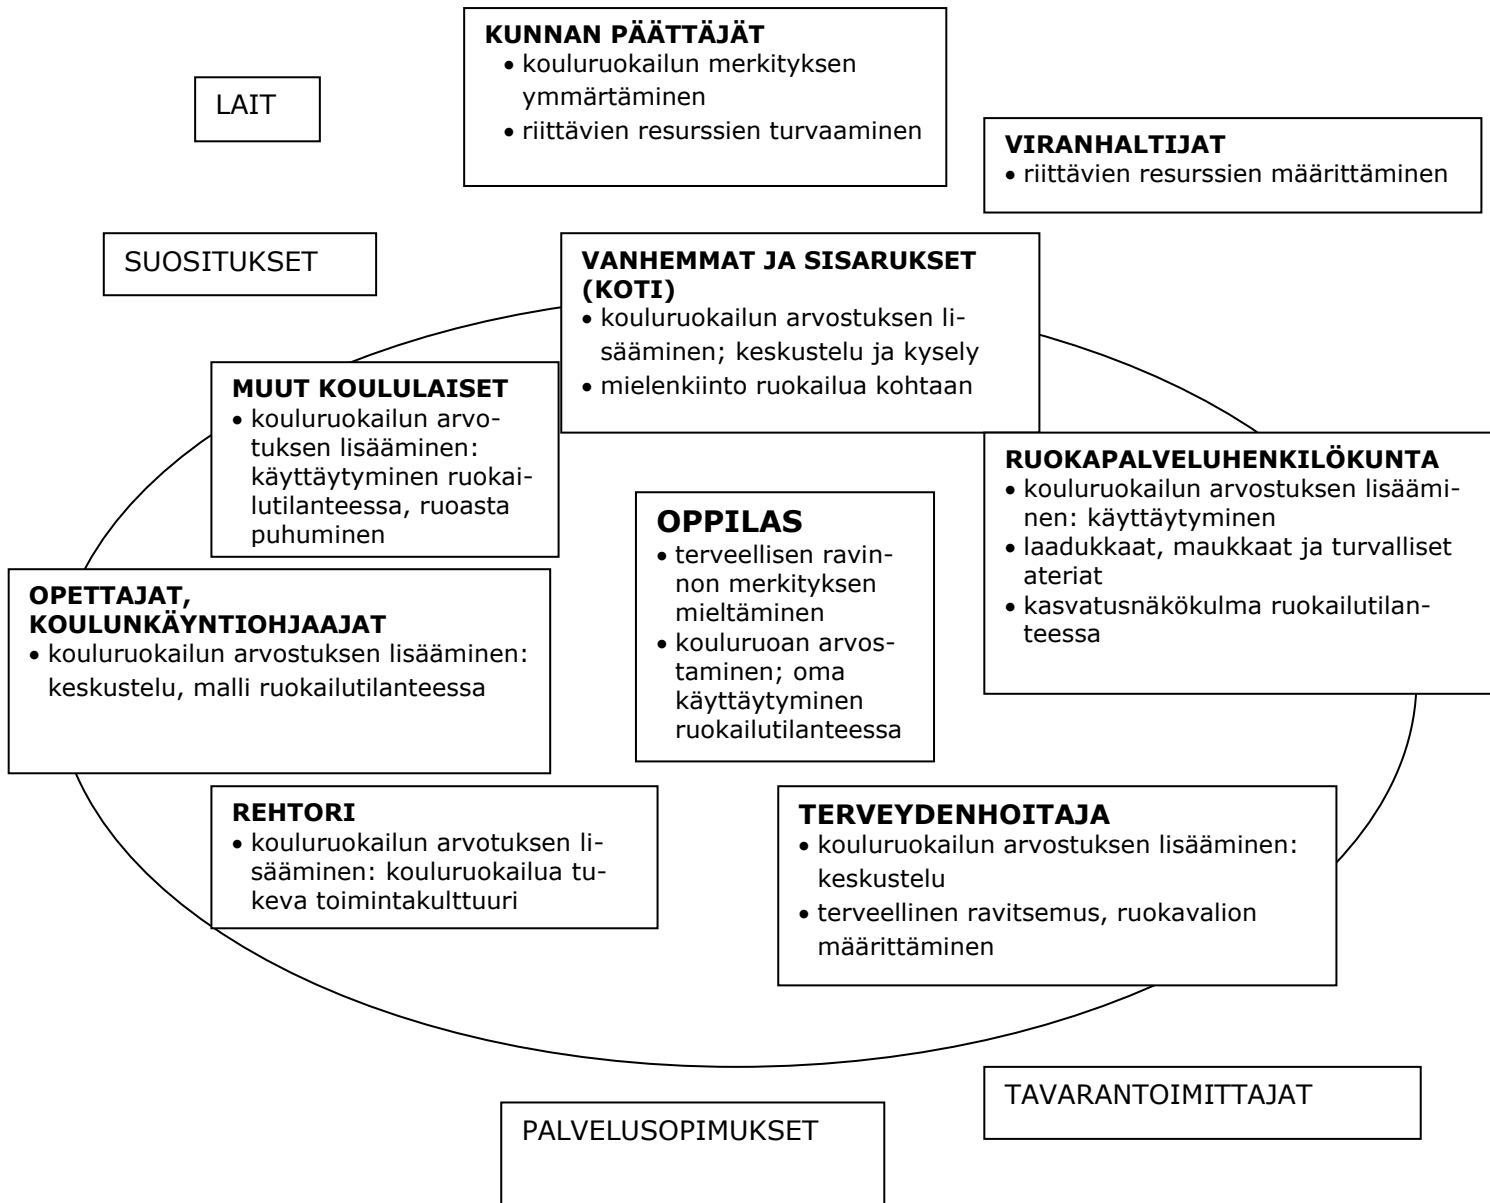 KUNNAN PÄÄTTÄJÄT
• kouluruokailun merkityksen
ymmärtäminen
• riittävien resurssien turvaaminen
LAIT
VIRANHALTIJAT
• riittävien resurssien määrittäminen
SUOSITUKSET
VANHEMMAT JA SISARUKSET
(KOTI)
• kouluruokailun arvostuksen li-
sääminen; keskustelu ja kysely
• mielenkiinto ruokailua kohtaan
MUUT KOULULAISET
• kouluruokailun arvo-
tuksen lisääminen:
käyttäytyminen ruokai-
lutilanteessa, ruoasta
puhuminen
RUOKAPALVELUHENKILÖKUNTA
• kouluruokailun arvostuksen lisäämi-
nen: käyttäytyminen
• laadukkaat, maukkaat ja turvalliset
ateriat
• kasvatusnäkökulma ruokailutilan-
teessa
OPPILAS
• terveellisen ravin-
non merkityksen
mieltäminen
• kouluruoan arvos-
taminen; oma
käyttäytyminen
ruokailutilanteessa
OPETTAJAT,
KOULUNKÄYNTIOHJAAJAT
• kouluruokailun arvostuksen lisääminen:
keskustelu, malli ruokailutilanteessa
REHTORI
• kouluruokailun arvotuksen li-
sääminen: kouluruokailua tu-
keva toimintakulttuuri
TERVEYDENHOITAJA
• kouluruokailun arvostuksen lisääminen:
keskustelu
• terveellinen ravitsemus, ruokavalion
määrittäminen
TAVARANTOIMITTAJAT
PALVELUSOPIMUKSET